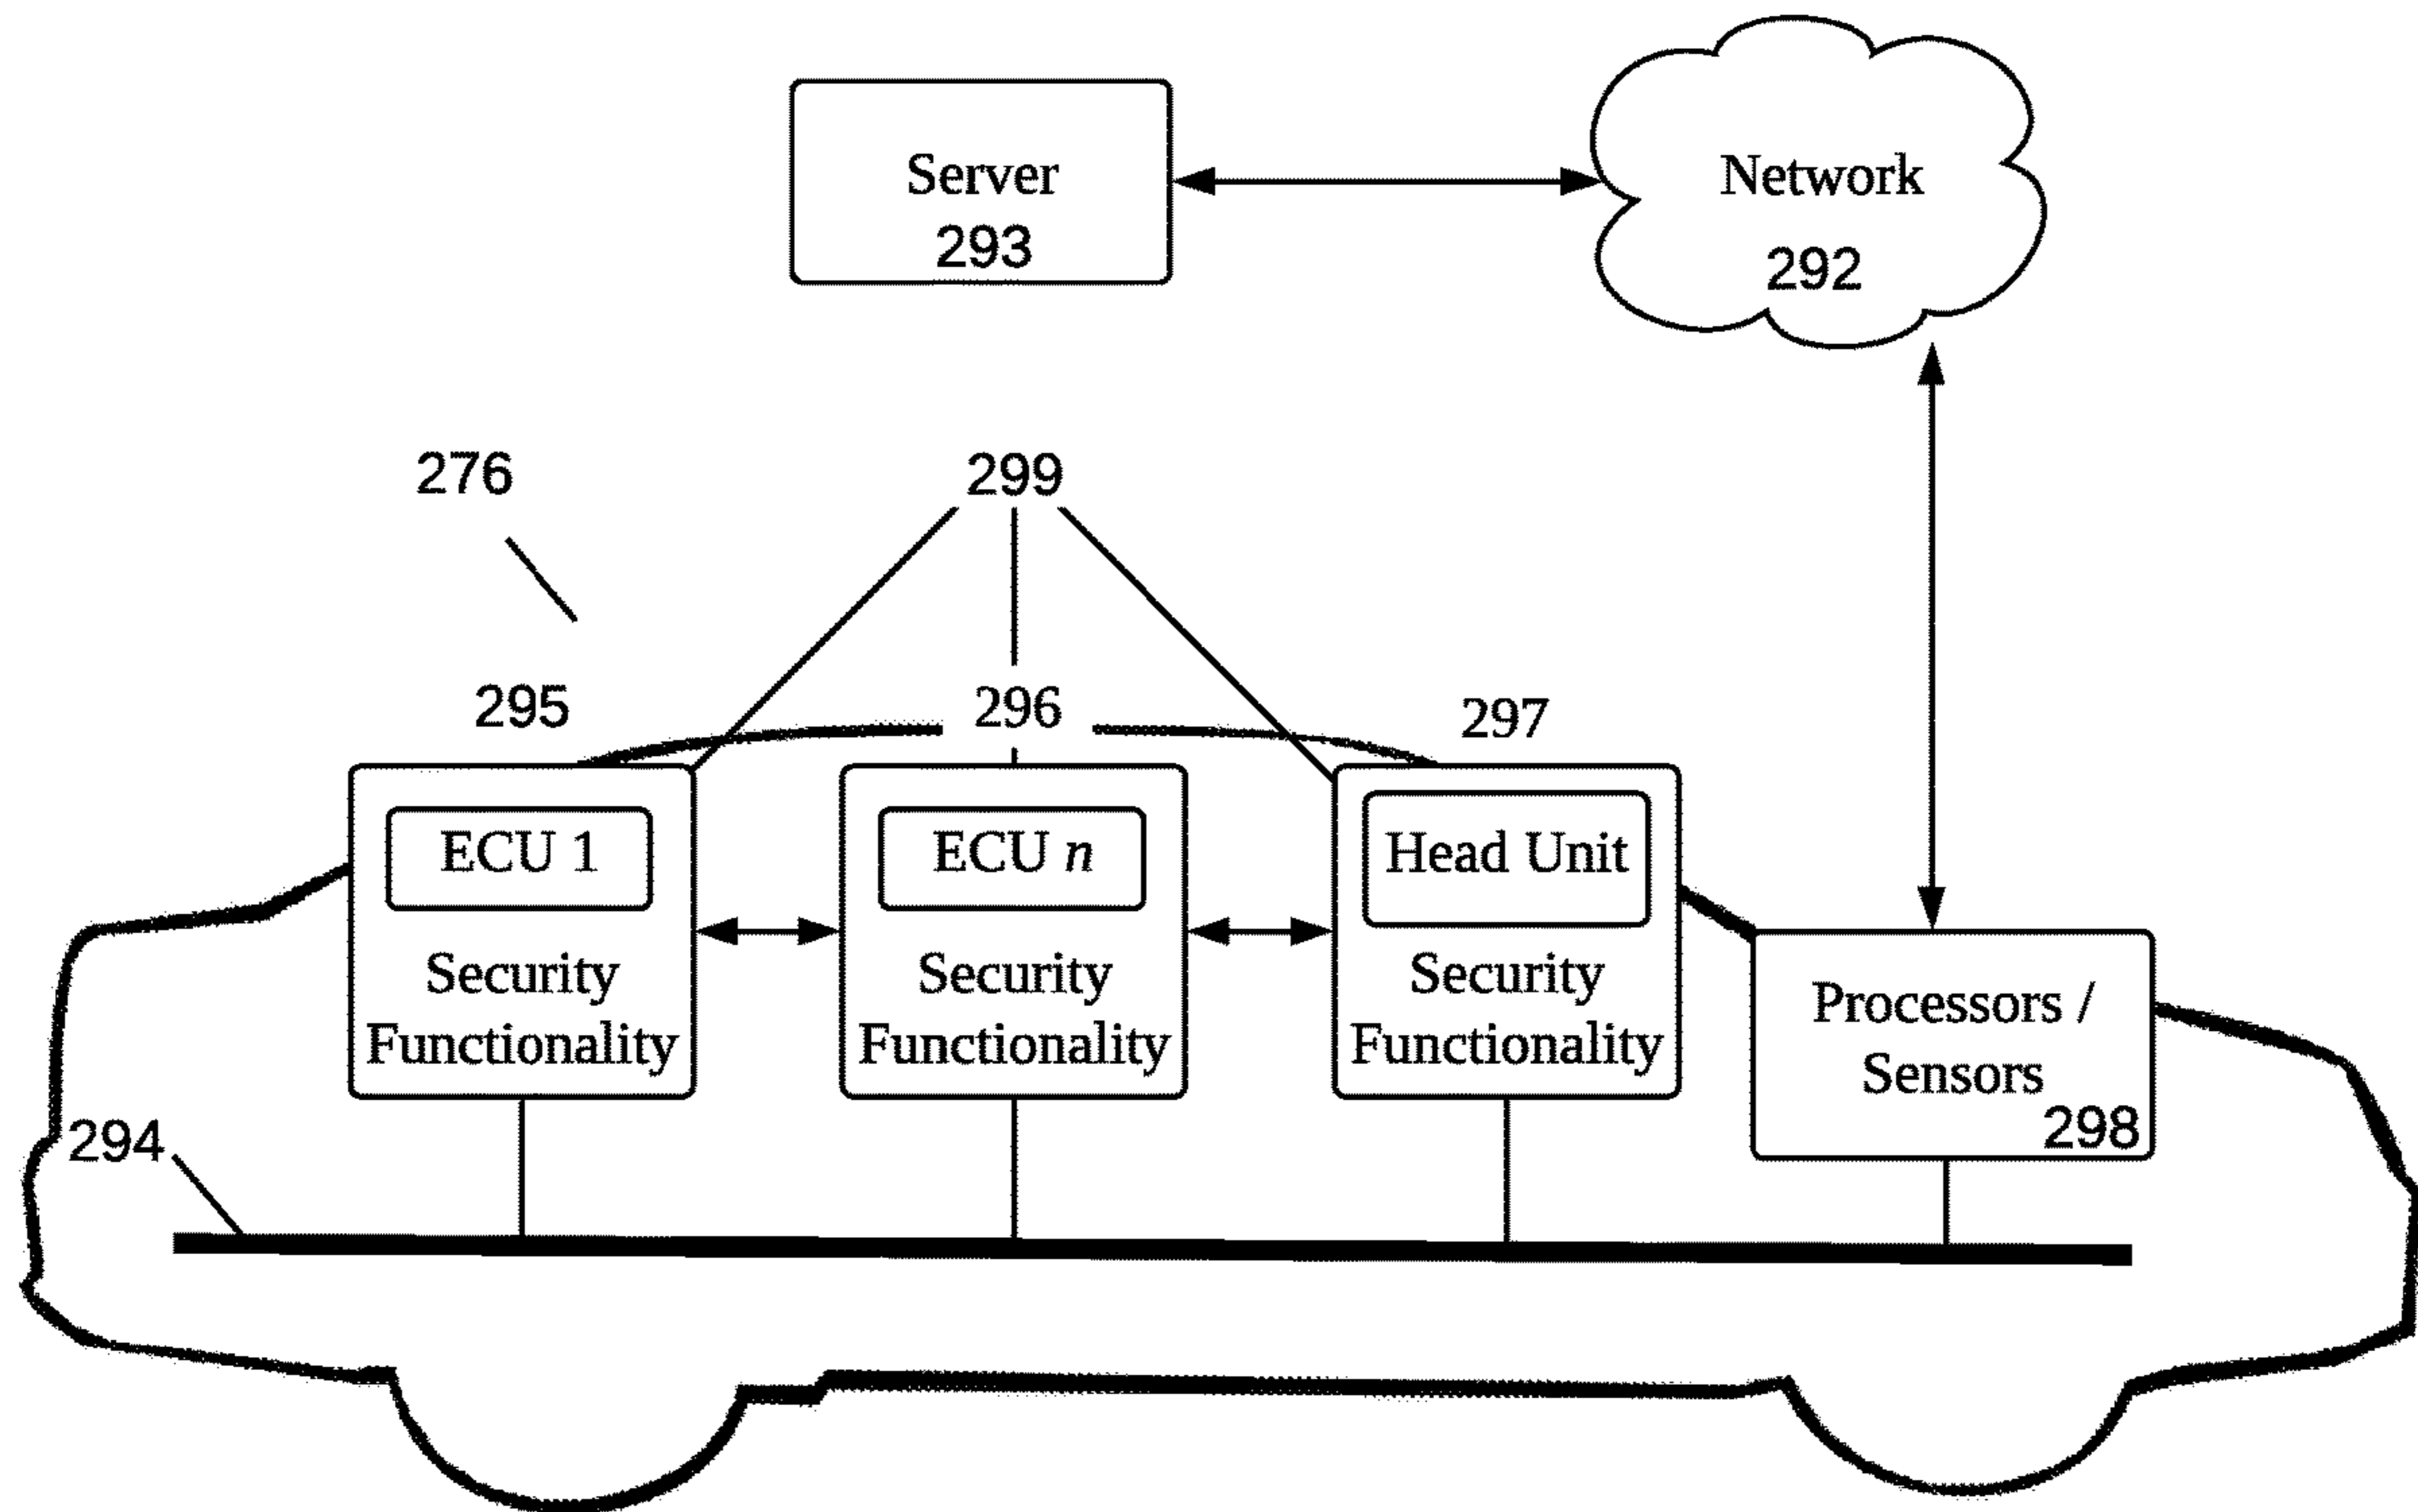 Server
293
Network
292
276
299
295
296
297
ECU 1
Security
Functionality
ECU n
Security
Functionality
Head Unit
Security
Functionality
Processors /
Sensors
298
294